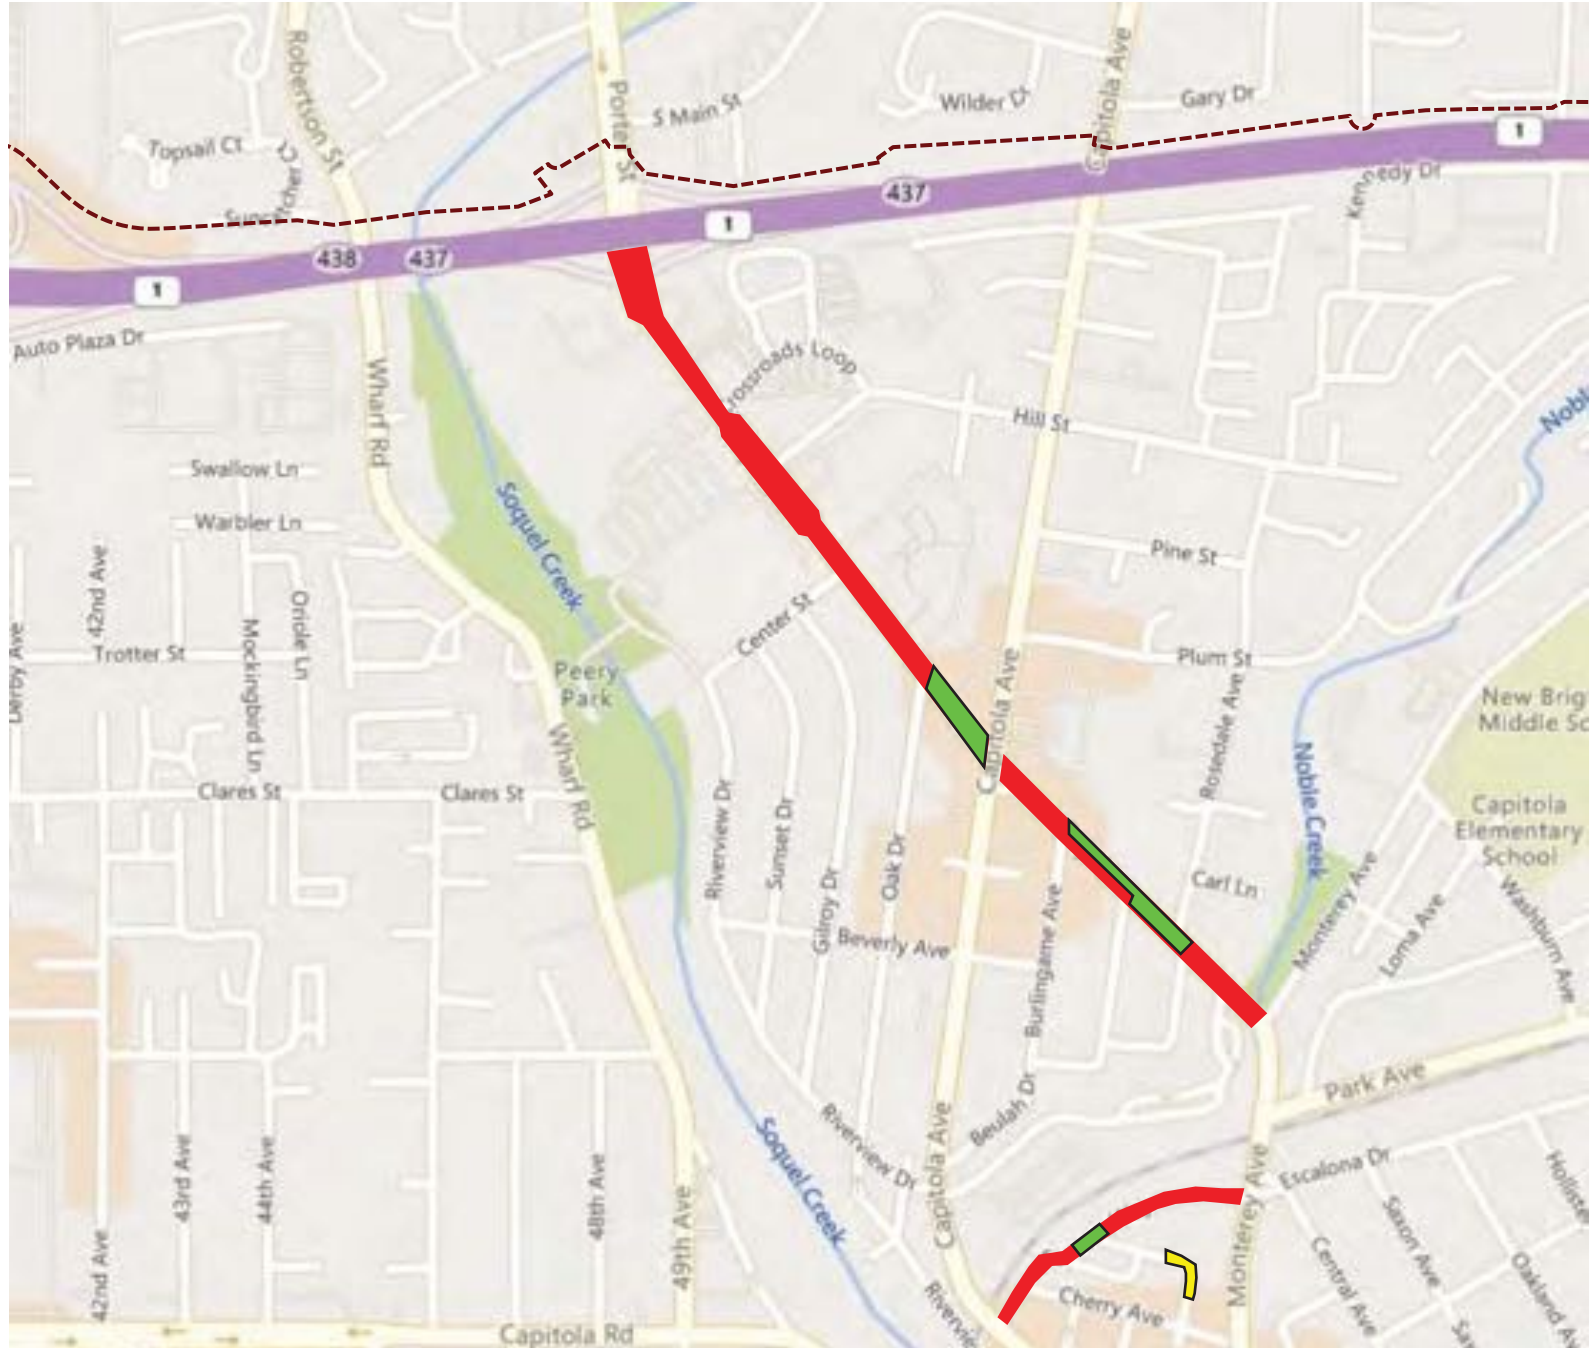 Robertson St
Porter St
S Main St
Wilder Ct
Capitola Ave
Gary Dr
Topsail Ct
1
437
1
Kennedy Dr
438
437
1
Auto Plaza Dr
Wharf Rd
Crossroads Loop
Hill St
Swallow Ln
Warbler Ln
Soquel Creek
Pine St
42nd Ave
Oriole Ln
Mockingbird Ln
Derby Ave
Trotter St
Center St
Peery
Park
Plum St
Capitola Ave
Rosedale Ave
New Brig
Middle Sc
Wharf Rd
Clares St
Clares St
Riverview Dr
Sunset Dr
Gilroy Dr
Oak Dr
Noble Creek
Capitola
Elementary
School
Carl Ln
Monterey Ave
Loma Ave
Washburn Ave
Beverly Ave
Burlingame Ave
Park Ave
Beulah Dr
Riverview Dr
Soquel Creek
Capitola Ave
Escalona Dr
43rd Ave
44th Ave
48th Ave
49th Ave
42nd Ave
Monterey Ave
Saxon Ave
Central Ave
Oakland Av
Hollister
Cherry Ave
Capitola Rd